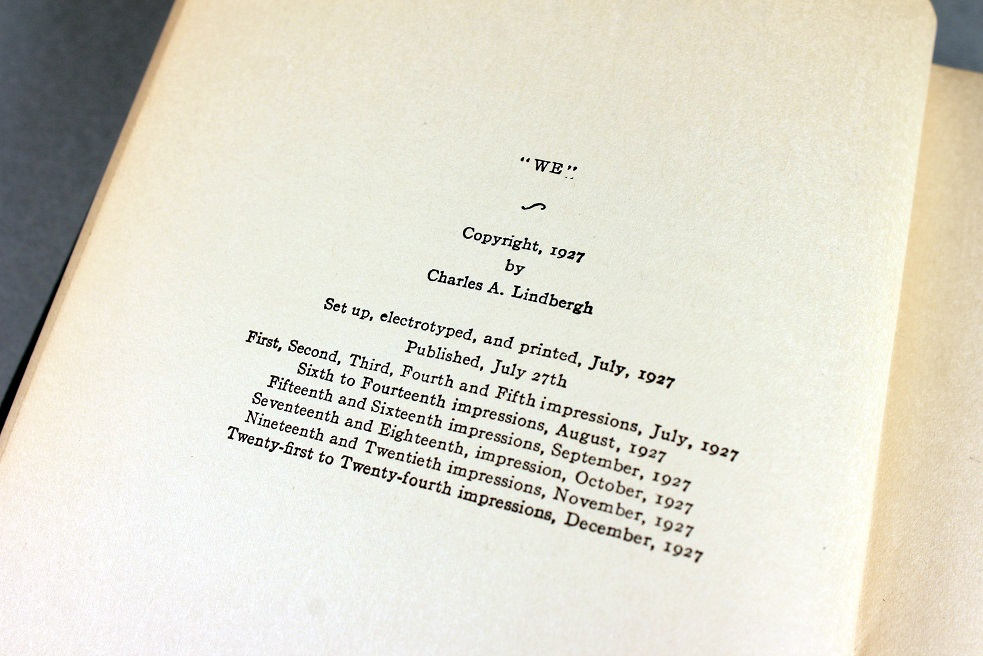 “WE”
Copyright, 1927
by
Charles A. Lindbergh
Set up, electrotyped, and printed, July, 1927
Published, July 27th
First, Second, Third, Fourth and Fifth impressions, July, 1927
Sixth to Fourteenth impressions, August, 1927
Fifteenth and Sixteenth impressions, September, 1927
Seventeenth and Eighteenth, impression, October, 1927
Nineteenth and Twentieth impressions, November, 1927
Twenty-first to Twenty-fourth impressions, December, 1927